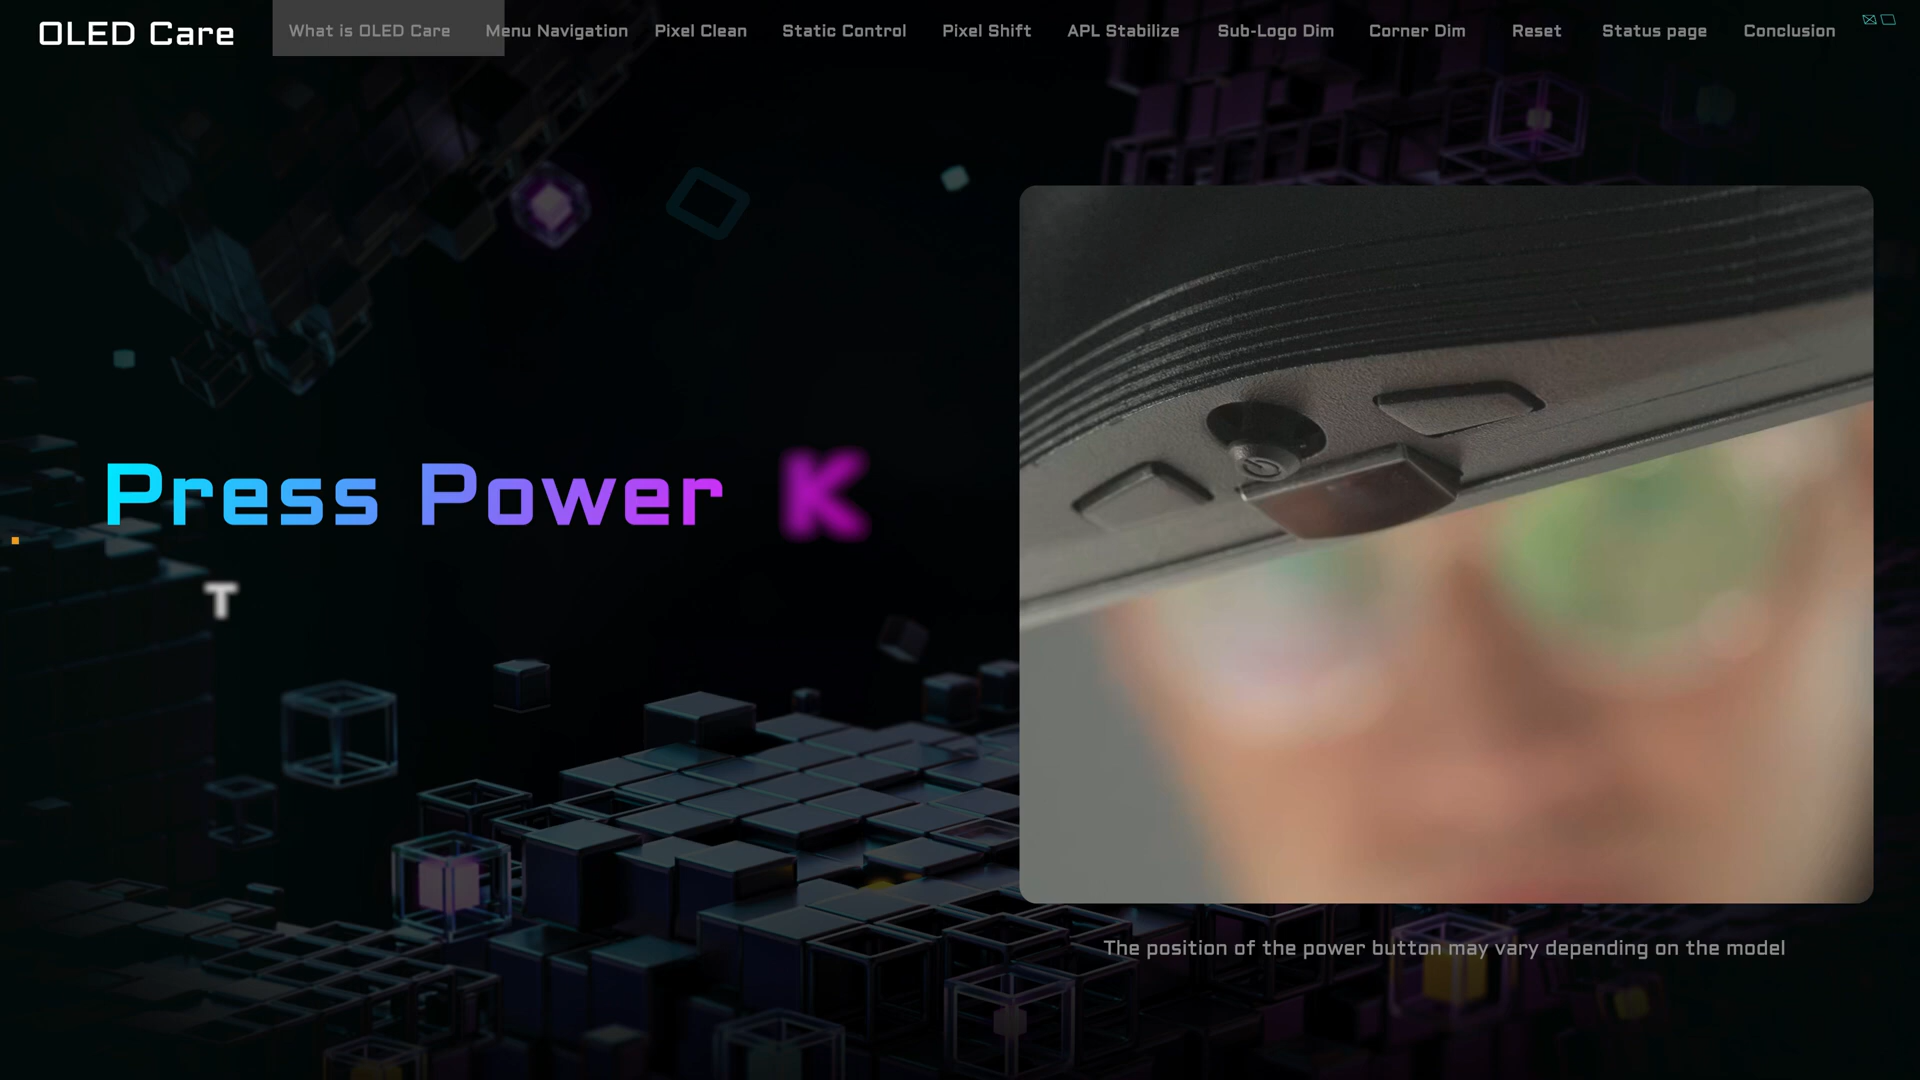 OLED Care
What is OLED Care
Menu Navigation
Pixel Clean
Static Control
Pixel Shift
APL Stabilize
Sub-Logo Dim
Corner Dim
Reset
Status page
Conclusion
Press Power K
T
The position of the power button may vary depending on the model